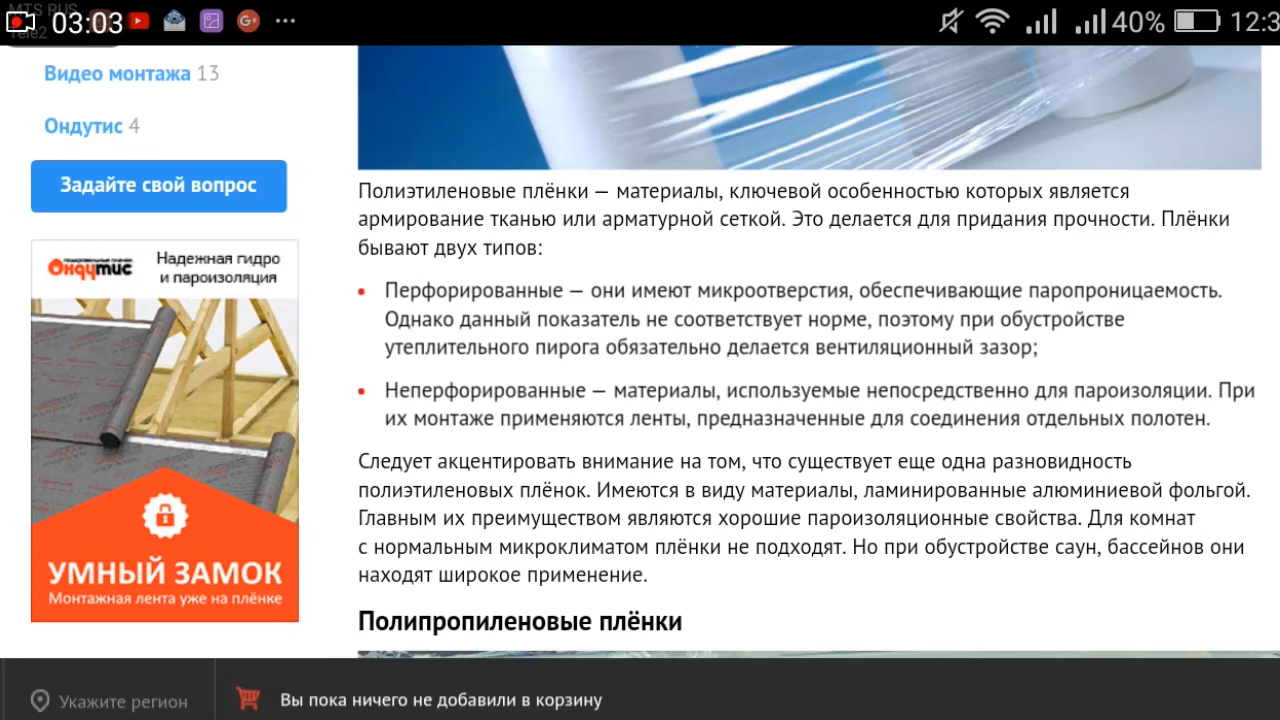 MTS RUS
Tele2
03:03
G+
40%
12:3
Видео монтажа 13
Ондутис 4
Задайте свой вопрос
Ондутис
Надежная гидро
и пароизоляция
УМНЫЙ ЗАМОК
Монтажная лента уже на плёнке
Полиэтиленовые плёнки — материалы, ключевой особенностью которых является
армирование тканью или арматурной сеткой. Это делается для придания прочности. Плёнки
бывают двух типов:
Перфорированные — они имеют микроотверстия, обеспечивающие паропроницаемость.
Однако данный показатель не соответствует норме, поэтому при обустройстве
утеплительного пирога обязательно делается вентиляционный зазор;
Неперфорированные — материалы, используемые непосредственно для пароизоляции. При
их монтаже применяются ленты, предназначенные для соединения отдельных полотен.
Следует акцентировать внимание на том, что существует еще одна разновидность
полиэтиленовых плёнок. Имеются в виду материалы, ламинированные алюминиевой фольгой.
Главным их преимуществом являются хорошие пароизоляционные свойства. Для комнат
с нормальным микроклиматом плёнки не подходят. Но при обустройстве саун, бассейнов они
находят широкое применение.
Полипропиленовые плёнки
Укажите регион
Вы пока ничего не добавили в корзину